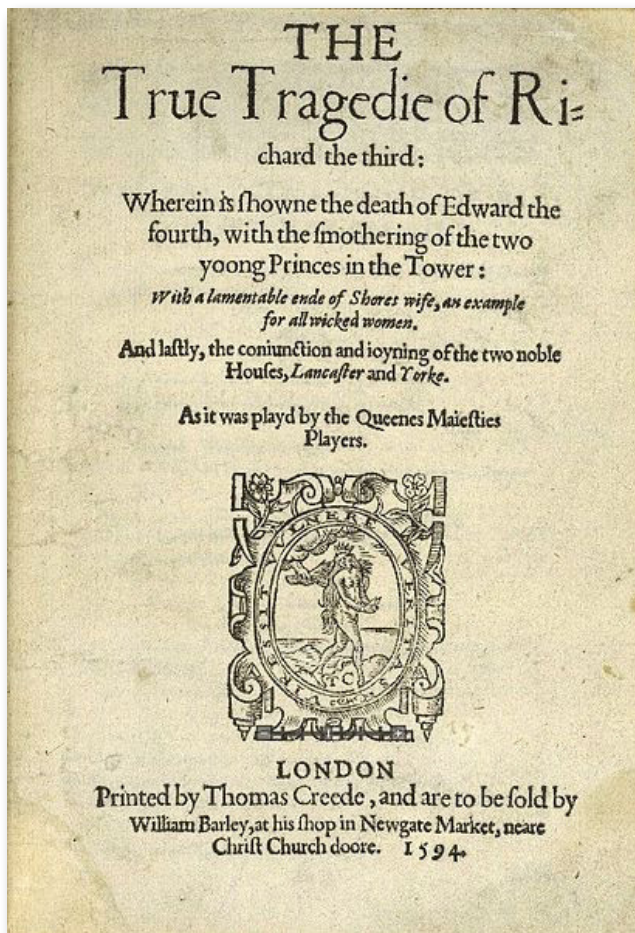 THE
True Tragedie of Ri=
chard the third:
Wherein is ſhowne the death of Edward the
fourth, with the ſmothering of the two
yoong Princes in the Tower:
With a lamentable ende of Shores wife, an example
for all wicked women.
And laſtly, the coniunction and ioyning of the two noble
Houſes, Lancaſter and Yorke.
As it was playd by the Queenes Maieſties
Players.
VIRESSIT VVLNERE VERITAS
TC
LONDON
Printed by Thomas Creede, and are to be ſold by
William Barley, at his ſhop in Newgate Market, neare
Chriſt Church doore. 1594.